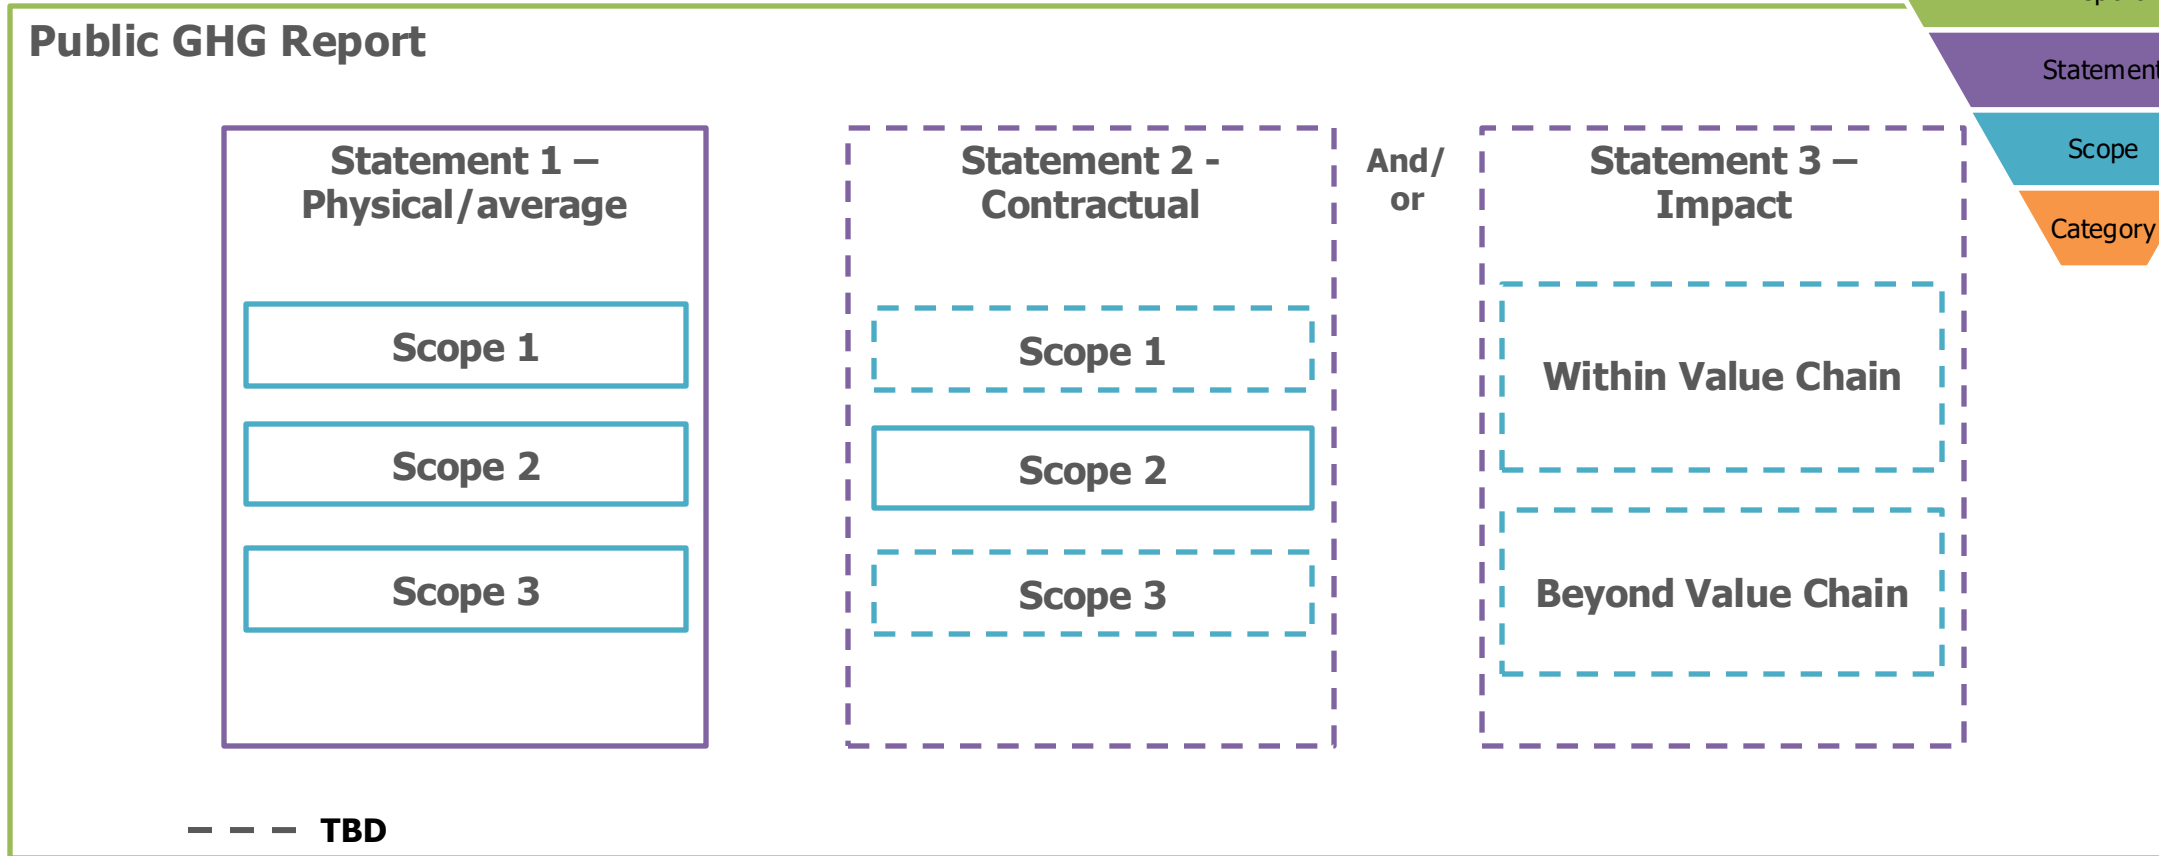 Public GHG Report
Statement 1 –
Physical/average
Scope 1
Scope 2
Scope 3
Statement 2 -
Contractual
Scope 1
Scope 2
Scope 3
And/
or
Statement 3 –
Impact
Within Value Chain
Beyond Value Chain
Statement
Scope
Category
TBD